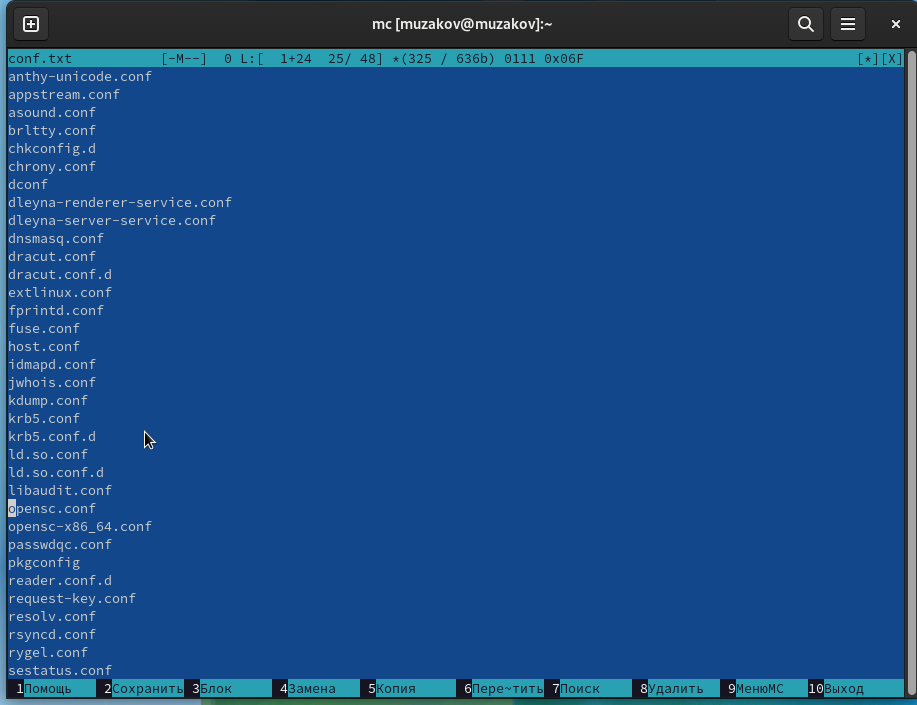 mc [muzakov@muzakov]:~
conf.txt [-M--] 0 L:[ 1+24 25/ 48] *(325 / 636b) 0111 0x06F [*][X]
anthy-unicode.conf
appstream.conf
asound.conf
brltty.conf
chkconfig.d
chrony.conf
dconf
dleyna-renderer-service.conf
dleyna-server-service.conf
dnsmasq.conf
dracut.conf
dracut.conf.d
extlinux.conf
fprintd.conf
fuse.conf
host.conf
idmapd.conf
jwhois.conf
kdump.conf
krb5.conf
krb5.conf.d
ld.so.conf
ld.so.conf.d
libaudit.conf
opensc.conf
opensc-x86_64.conf
passwdqc.conf
pkgconfig
reader.conf.d
request-key.conf
resolv.conf
rsyncd.conf
rygel.conf
sestatus.conf
1Помощь 2Сохранить 3Блок 4Замена 5Копия 6Пере~тить 7Поиск 8Удалить 9МенюМС 10Выход